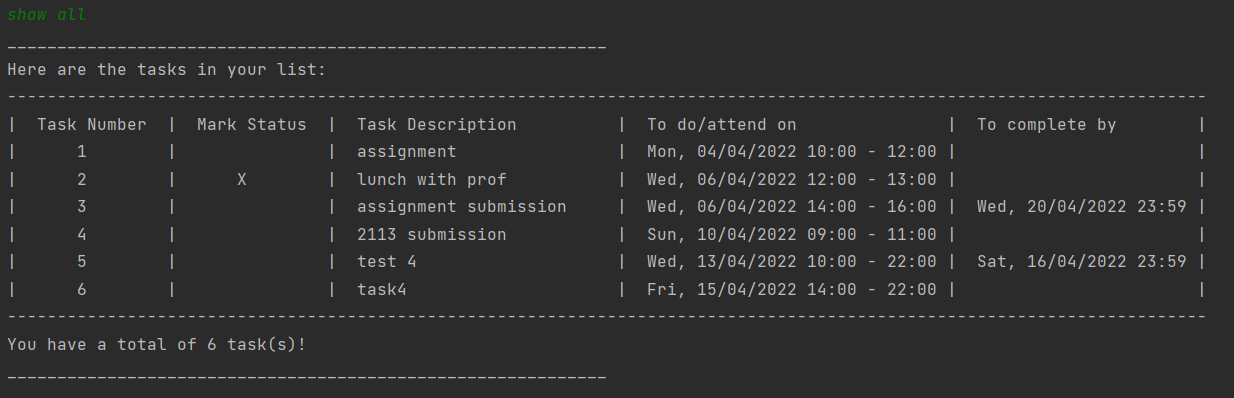 show all
____________________________________________________________
Here are the tasks in your list:
------------------------------------------------------------------------------------------------------------------------
|  Task Number  |  Mark Status  |  Task Description          |  To do/attend on               |  To complete by        |
|      1        |               |  assignment                |  Mon, 04/04/2022 10:00 - 12:00 |                        |
|      2        |      X        |  lunch with prof           |  Wed, 06/04/2022 12:00 - 13:00 |                        |
|      3        |               |  assignment submission     |  Wed, 06/04/2022 14:00 - 16:00 |  Wed, 20/04/2022 23:59 |
|      4        |               |  2113 submission           |  Sun, 10/04/2022 09:00 - 11:00 |                        |
|      5        |               |  test 4                    |  Wed, 13/04/2022 10:00 - 22:00 |  Sat, 16/04/2022 23:59 |
|      6        |               |  task4                     |  Fri, 15/04/2022 14:00 - 22:00 |                        |
------------------------------------------------------------------------------------------------------------------------
You have a total of 6 task(s)!
____________________________________________________________